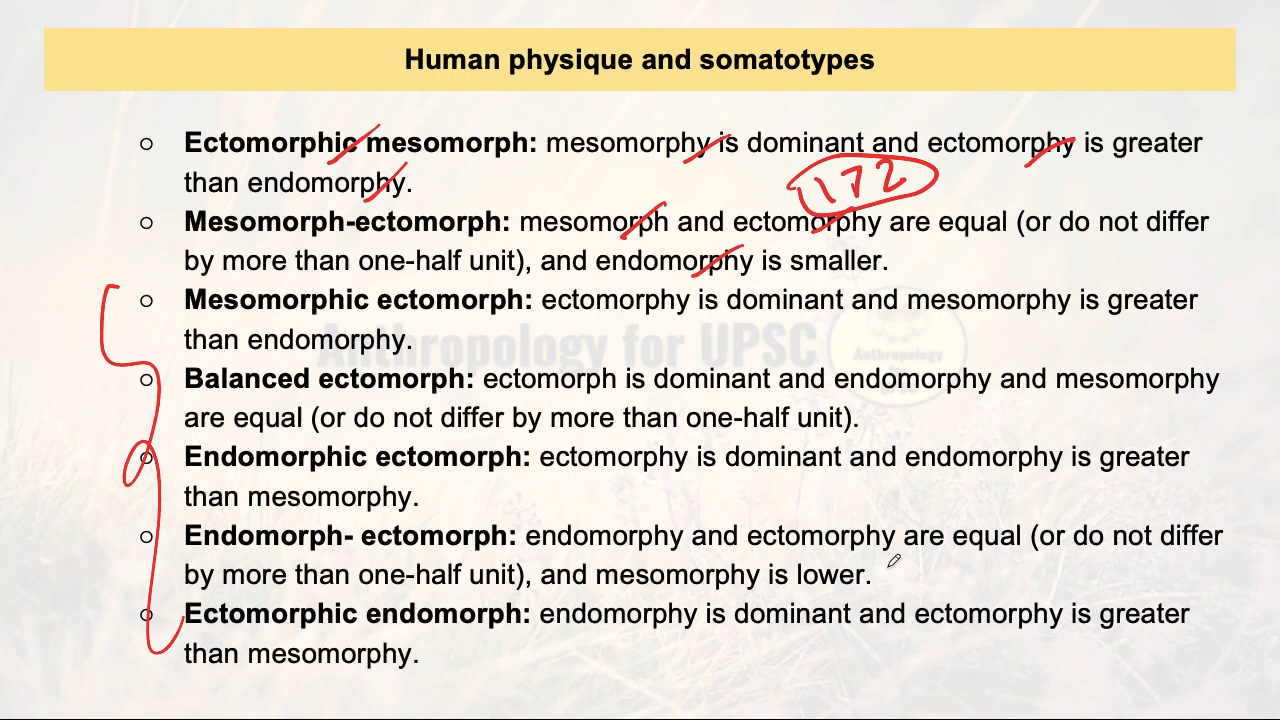 Human physique and somatotypes
○ Ectomorphic mesomorph: mesomorphy is dominant and ectomorphy is greater
than endomorphy.
1172
○ Mesomorph-ectomorph: mesomorph and ectomorphy are equal (or do not differ
by more than one-half unit), and endomorphy is smaller.
○ Mesomorphic ectomorph: ectomorphy is dominant and mesomorphy is greater
than endomorphy.
Anthropology for UPSC
Anthropology
○ Balanced ectomorph: ectomorph is dominant and endomorphy and mesomorphy
are equal (or do not differ by more than one-half unit).
○ Endomorphic ectomorph: ectomorphy is dominant and endomorphy is greater
than mesomorphy.
○ Endomorph- ectomorph: endomorphy and ectomorphy are equal (or do not differ
by more than one-half unit), and mesomorphy is lower.
○ Ectomorphic endomorph: endomorphy is dominant and ectomorphy is greater
than mesomorphy.